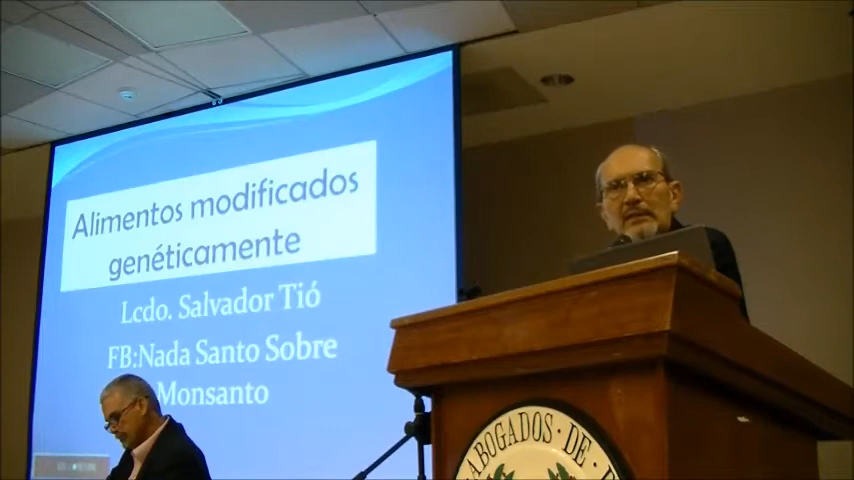 Alimentos modificados
genéticamente
Lcdo. Salvador Tió
FB:Nada Santo Sobre
Monsanto
ABOGADOS DE